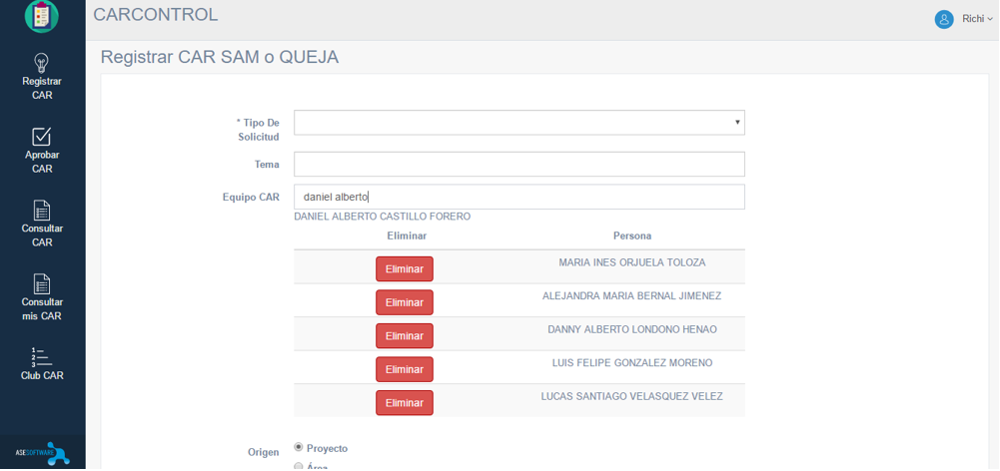 CARCONTROL
Richi
Registrar
CAR
Aprobar
CAR
Consultar
CAR
Consultar
mis CAR
1
2
3
Club CAR
ASESOFTWARE
Registrar CAR SAM o QUEJA
* Tipo De
Solicitud
Tema
Equipo CAR
daniel alberto
DANIEL ALBERTO CASTILLO FORERO
Eliminar Persona
Eliminar MARIA INES ORJUELA TOLOZA
Eliminar ALEJANDRA MARIA BERNAL JIMENEZ
Eliminar DANNY ALBERTO LONDONO HENAO
Eliminar LUIS FELIPE GONZALEZ MORENO
Eliminar LUCAS SANTIAGO VELASQUEZ VELEZ
Origen
Proyecto
Área